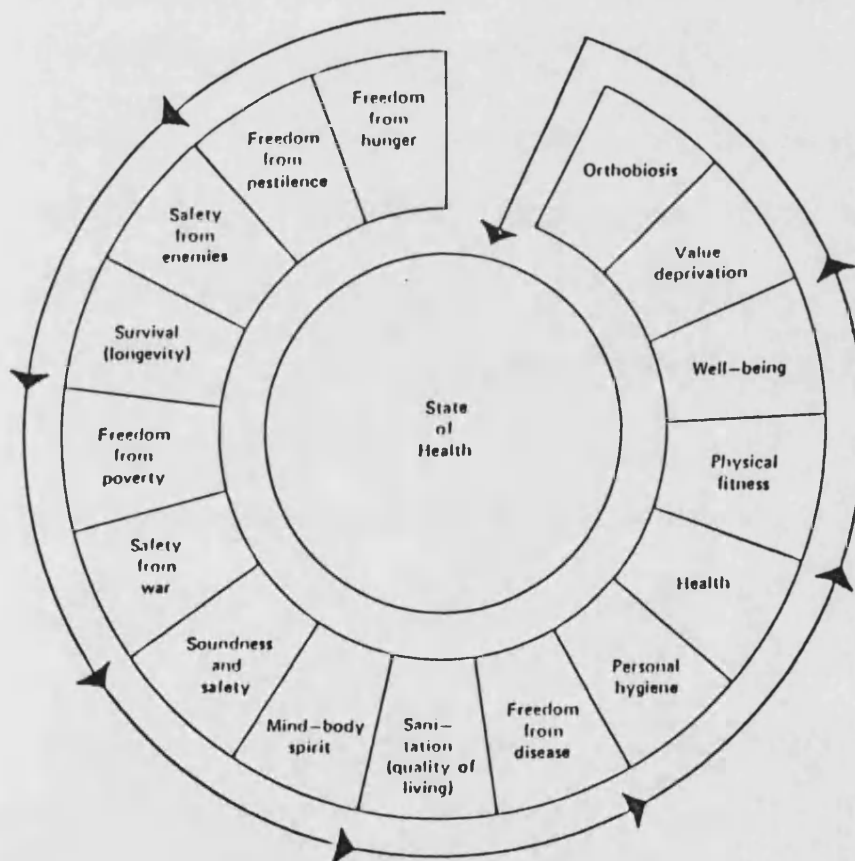 Freedom
from
hunger
Freedom
from
pestilence
Safety
from
enemies
Survival
(longevity)
Freedom
from
poverty
Safety
from
war
Soundness
and
safety
Mind-body
spirit
Sani-
tation
(quality of
living)
Freedom
from
disease
Personal
hygiene
Health
Physical
fitness
Well-being
Value
deprivation
Orthobiosis
State
of
Health